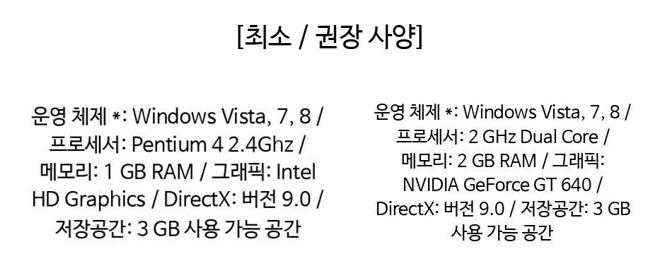 [최소 / 권장 사양]
운영 체제 *: Windows Vista, 7, 8 /
프로세서: Pentium 4 2.4Ghz /
메모리: 1 GB RAM / 그래픽: Intel
HD Graphics / DirectX: 버전 9.0 /
저장공간: 3 GB 사용 가능 공간
운영 체제 *: Windows Vista, 7, 8 /
프로세서: 2 GHz Dual Core /
메모리: 2 GB RAM / 그래픽:
NVIDIA GeForce GT 640 /
DirectX: 버전 9.0 / 저장공간: 3 GB
사용 가능 공간